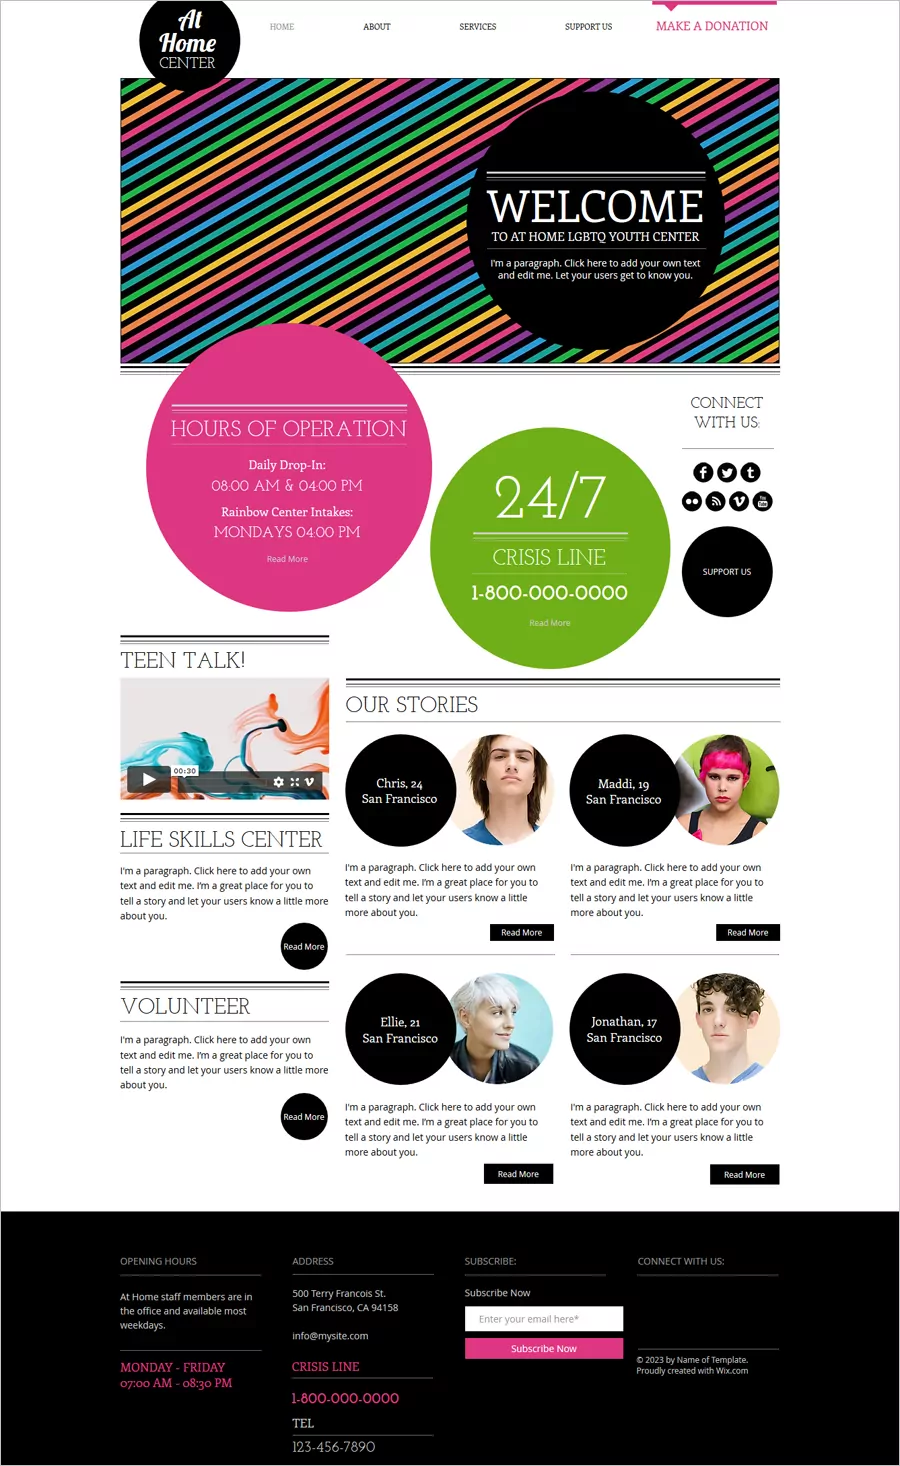 At
Home
CENTER
HOME
ABOUT
SERVICES
SUPPORT US
MAKE A DONATION
WELCOME
TO AT HOME LGBTQ YOUTH CENTER
I'm a paragraph. Click here to add your own text
and edit me. Let your users get to know you.
HOURS OF OPERATION
Daily Drop-In:
08:00 AM & 04:00 PM
Rainbow Center Intakes:
MONDAYS 04:00 PM
Read More
24/7
CRISIS LINE
1-800-000-0000
Read More
CONNECT
WITH US:
SUPPORT US
TEEN TALK!
00:30
LIFE SKILLS CENTER
I'm a paragraph. Click here to add your own
text and edit me. I'm a great place for you to
tell a story and let your users know a little more
about you.
Read More
VOLUNTEER
I'm a paragraph. Click here to add your own
text and edit me. I'm a great place for you to
tell a story and let your users know a little more
about you.
Read More
OUR STORIES
Chris, 24
San Francisco
I'm a paragraph. Click here to add your own
text and edit me. I'm a great place for you to
tell a story and let your users know a little
more about you.
Read More
Maddi, 19
San Francisco
I'm a paragraph. Click here to add your own
text and edit me. I'm a great place for you to
tell a story and let your users know a little
more about you.
Read More
Ellie, 21
San Francisco
I'm a paragraph. Click here to add your own
text and edit me. I'm a great place for you to
tell a story and let your users know a little
more about you.
Read More
Jonathan, 17
San Francisco
I'm a paragraph. Click here to add your own
text and edit me. I'm a great place for you to
tell a story and let your users know a little
more about you.
Read More
OPENING HOURS
At Home staff members are in
the office and available most
weekdays.
MONDAY - FRIDAY
07:00 AM - 08:30 PM
ADDRESS
500 Terry Francois St.
San Francisco, CA 94158
info@mysite.com
CRISIS LINE
1-800-000-0000
TEL
123-456-7890
SUBSCRIBE:
Subscribe Now
Enter your email here*
Subscribe Now
CONNECT WITH US:
© 2023 by Name of Template.
Proudly created with Wix.com